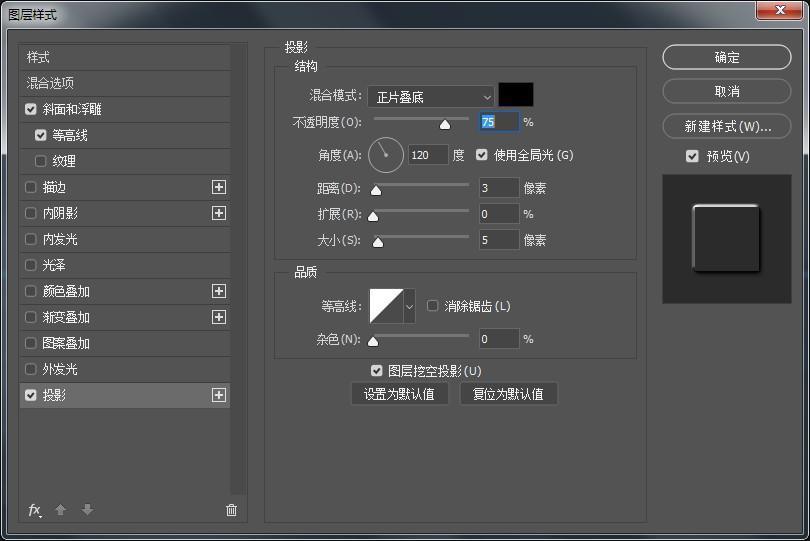 图层样式
样式
混合选项
斜面和浮雕
等高线
纹理
描边
内阴影
内发光
光泽
颜色叠加
渐变叠加
图案叠加
外发光
投影
fx
投影
结构
混合模式: 正片叠底
不透明度(O): 75 %
角度(A): 120 度 使用全局光 (G)
距离(D): 3 像素
扩展(R): 0 %
大小(S): 5 像素
品质
等高线: 消除锯齿 (L)
杂色(N): 0 %
图层挖空投影(U)
设置为默认值 复位为默认值
确定
取消
新建样式(W)...
预览(V)